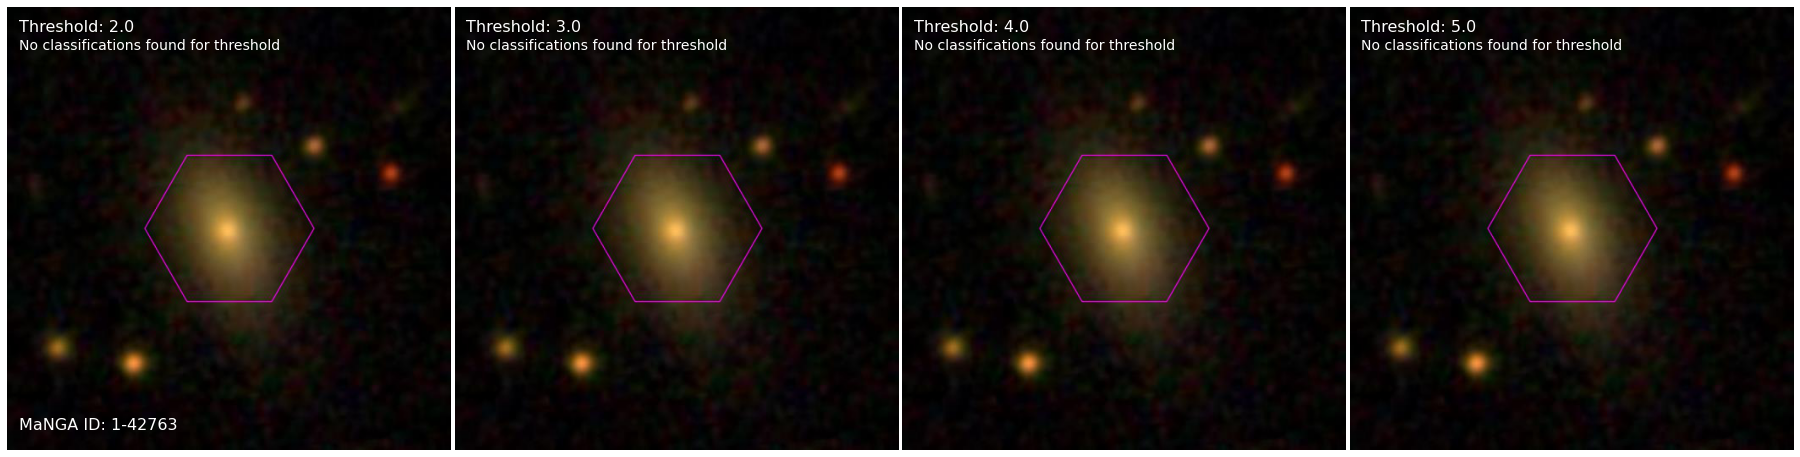 Threshold: 2.0
No classifications found for threshold
Threshold: 3.0
No classifications found for threshold
Threshold: 4.0
No classifications found for threshold
Threshold: 5.0
No classifications found for threshold
MaNGA ID: 1-42763